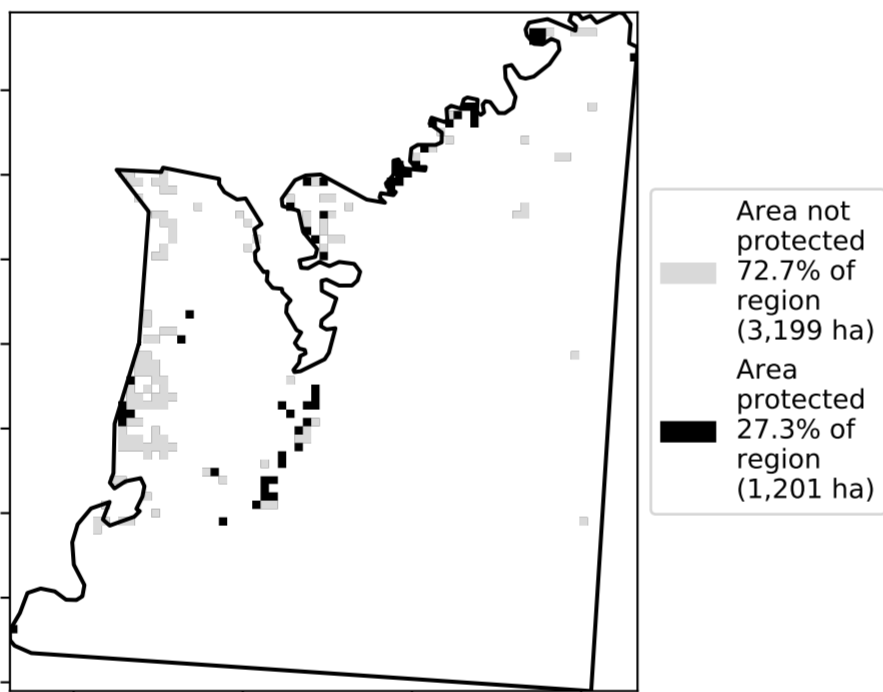 Area not
protected
72.7% of
region
(3,199 ha)
Area
protected
27.3% of
region
(1,201 ha)